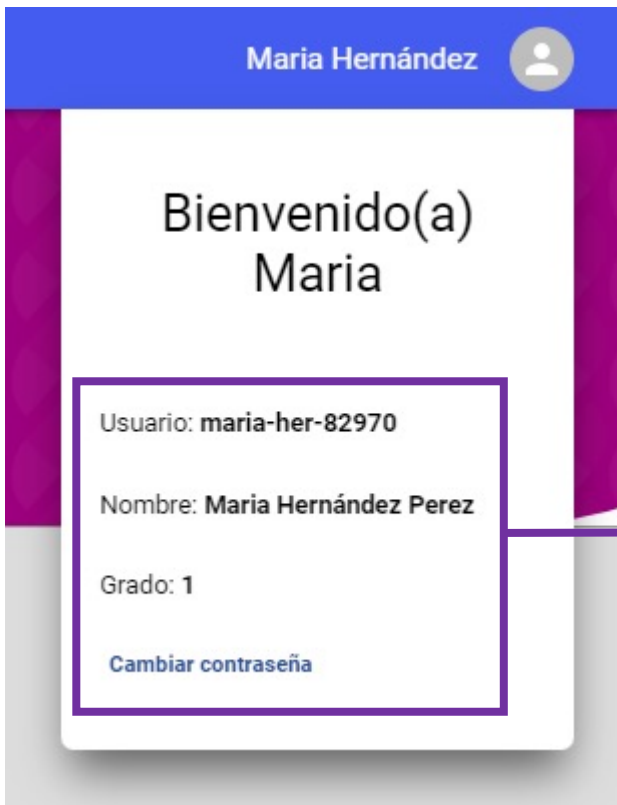 Maria Hernández
Bienvenido(a)
Maria
Usuario: maria-her-82970
Nombre: Maria Hernández Perez
Grado: 1
Cambiar contraseña